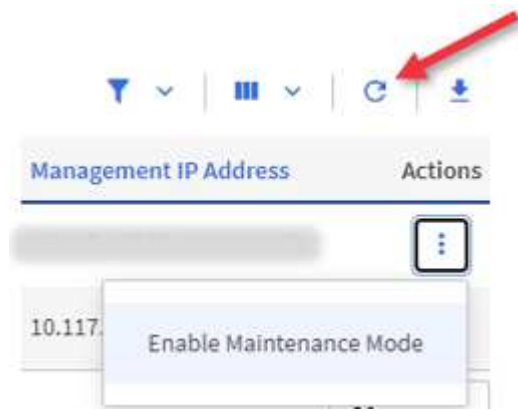 Management IP Address Actions
10.117.
Enable Maintenance Mode